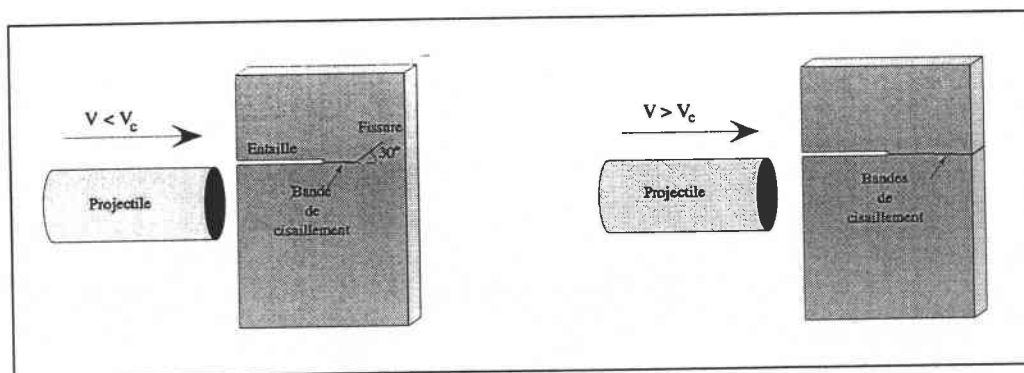 V < Vc
Fissure
Entaille
30°
Projectile
Bande
de
cisaillement
V > Vc
Projectile
Bandes
de
cisaillement